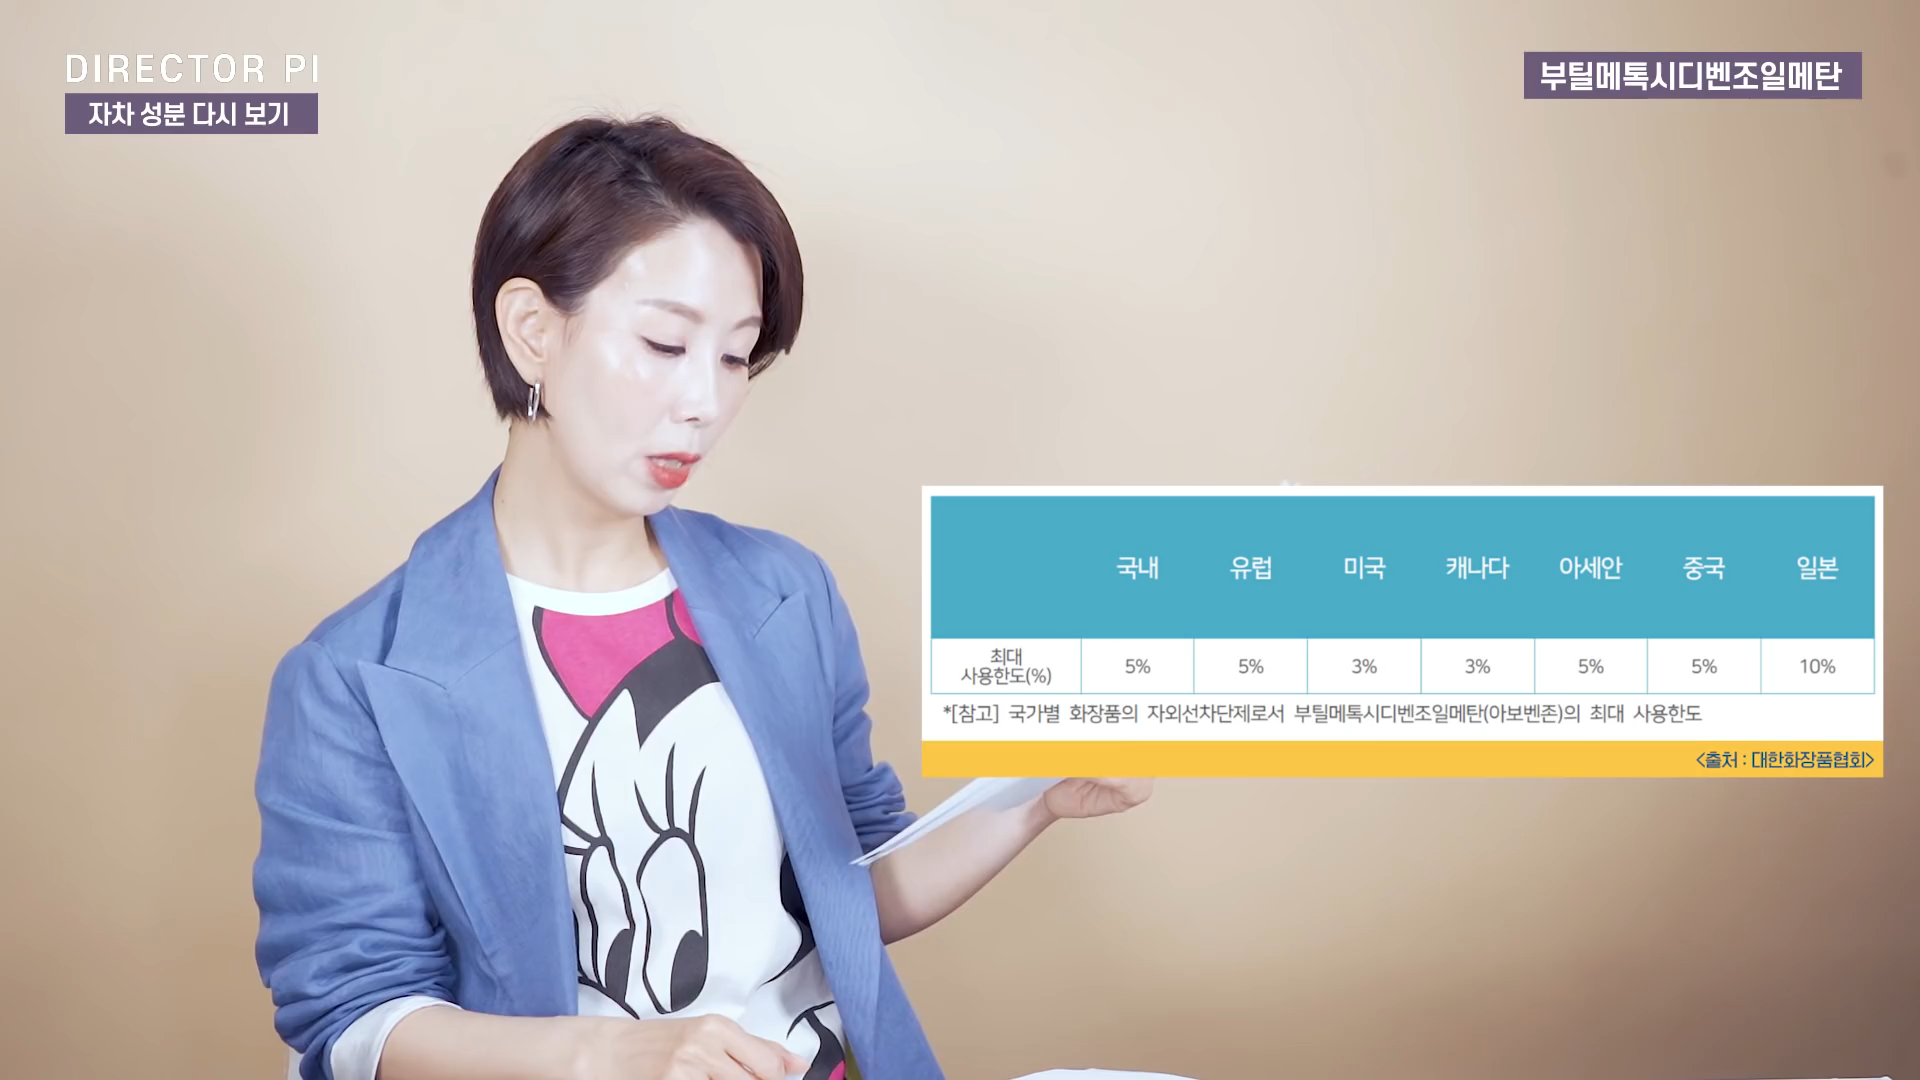 DIRECTOR PI
자차 성분 다시 보기
부틸메톡시디벤조일메탄
국내 유럽 미국 캐나다 아세안 중국 일본
최대
사용한도(%) 5% 5% 3% 3% 5% 5% 10%
*[참고] 국가별 화장품의 자외선차단제로서 부틸메톡시디벤조일메탄(아보벤존)의 최대 사용한도
<출처 : 대한화장품협회>